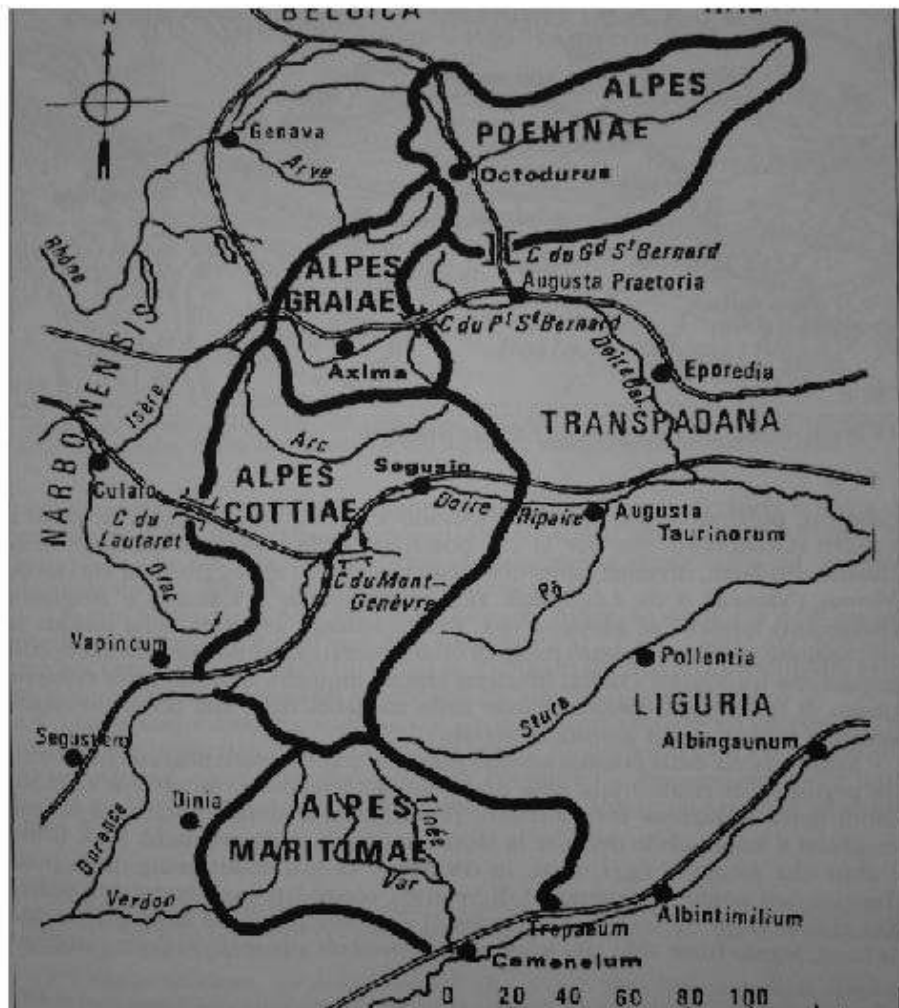 N
BELGICA
ALPES
POENINAE
Genava
Arve
Octodurus
Rhône
C du Gd St Bernard
ALPES
GRAIAE
Augusta Praetoria
C du Pt St Bernard
Axima
Doire Bal.
Eporedia
NARBONENSIS
Isère
TRANSPADANA
Arc
ALPES
COTTIAE
Segusio
Doire Ripaire
Augusta
Taurinorum
Cularo
C du
Lautaret
Drac
C du Mont-
Genèvre
Pô
Vapincum
Pollentia
Stura
LIGURIA
Albingaunum
Segustero
Durance
Dinia
ALPES
MARITIMAE
Tinée
Var
Verdon
Tropaeum
Albintimilium
Cemenelum
0 20 40 60 80 100